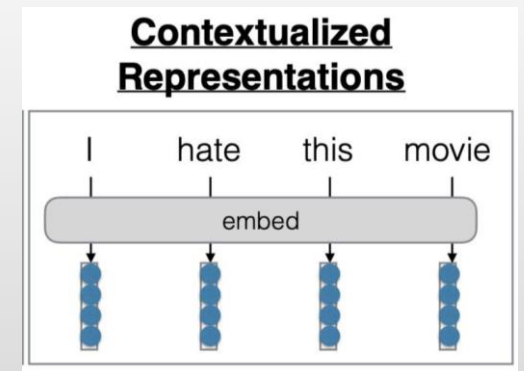 Contextualized
Representations
I hate this movie
embed